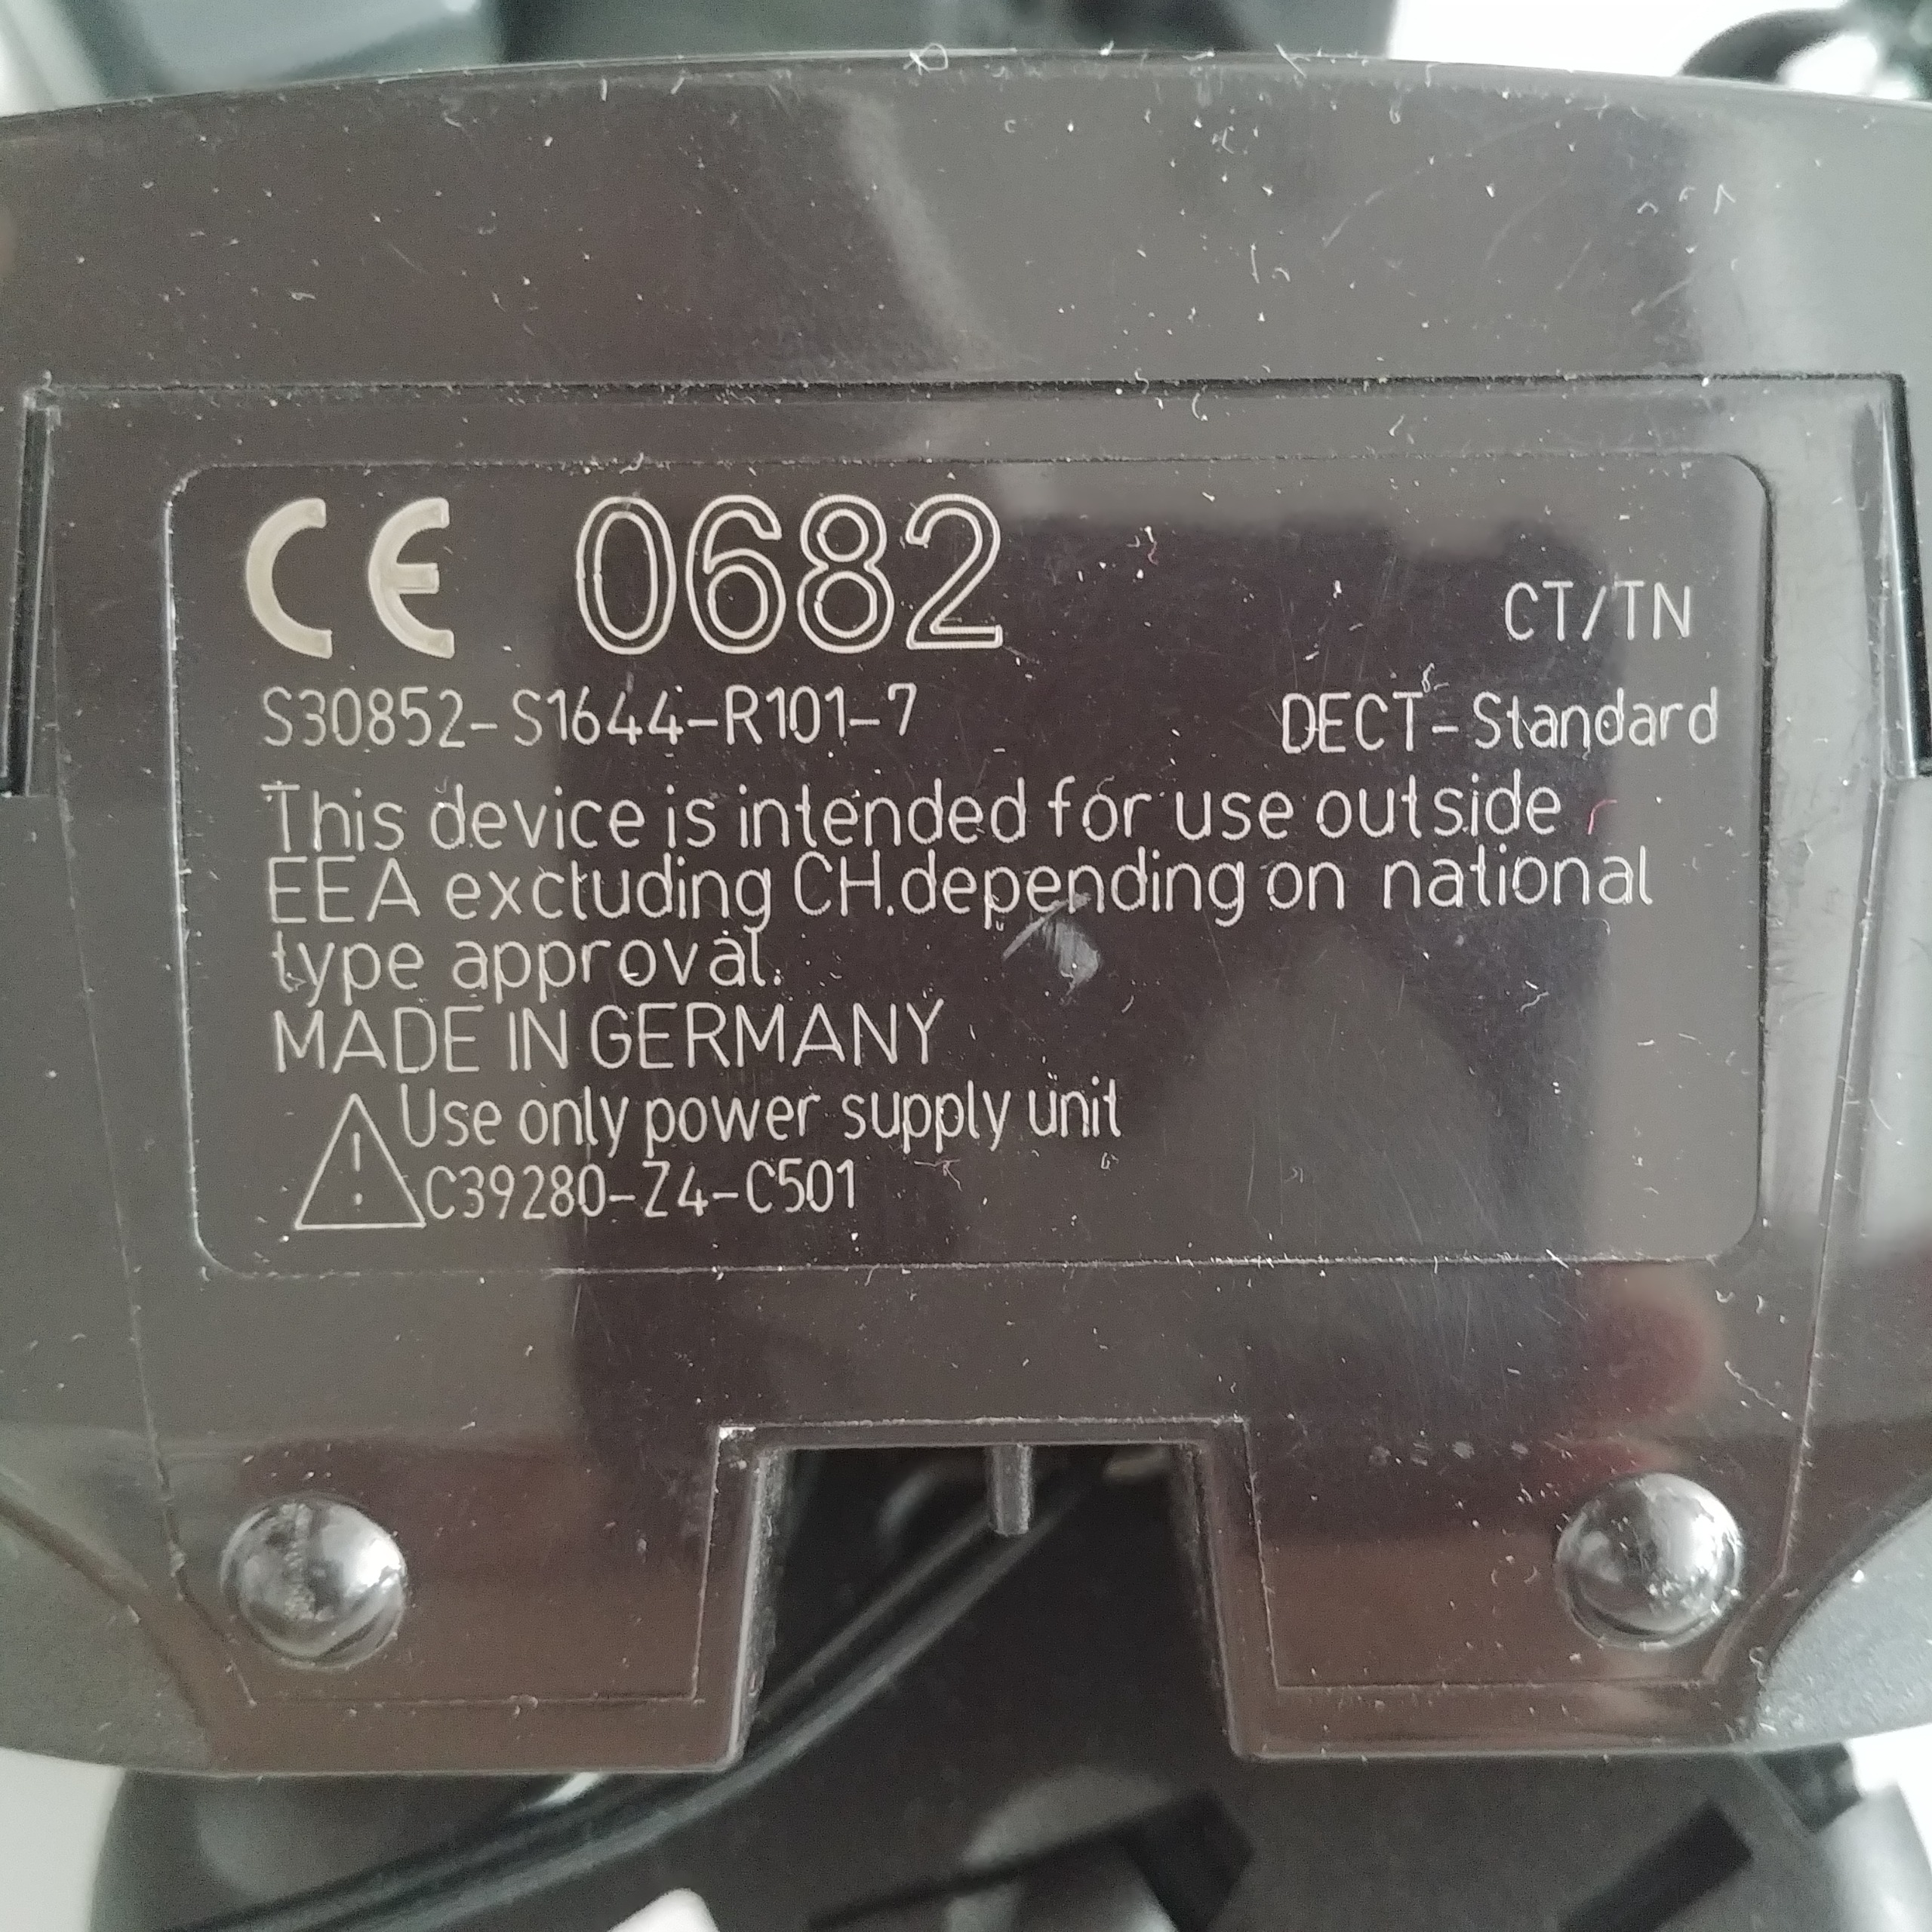 CE 0682
CT/TN
S30852-S1644-R101-7
DECT-Standard
This device is intended for use outside
EEA exctuding CH.depending on national
type approval.
MADE IN GERMANY
Use only power supply unit
C39280-Z4-C501